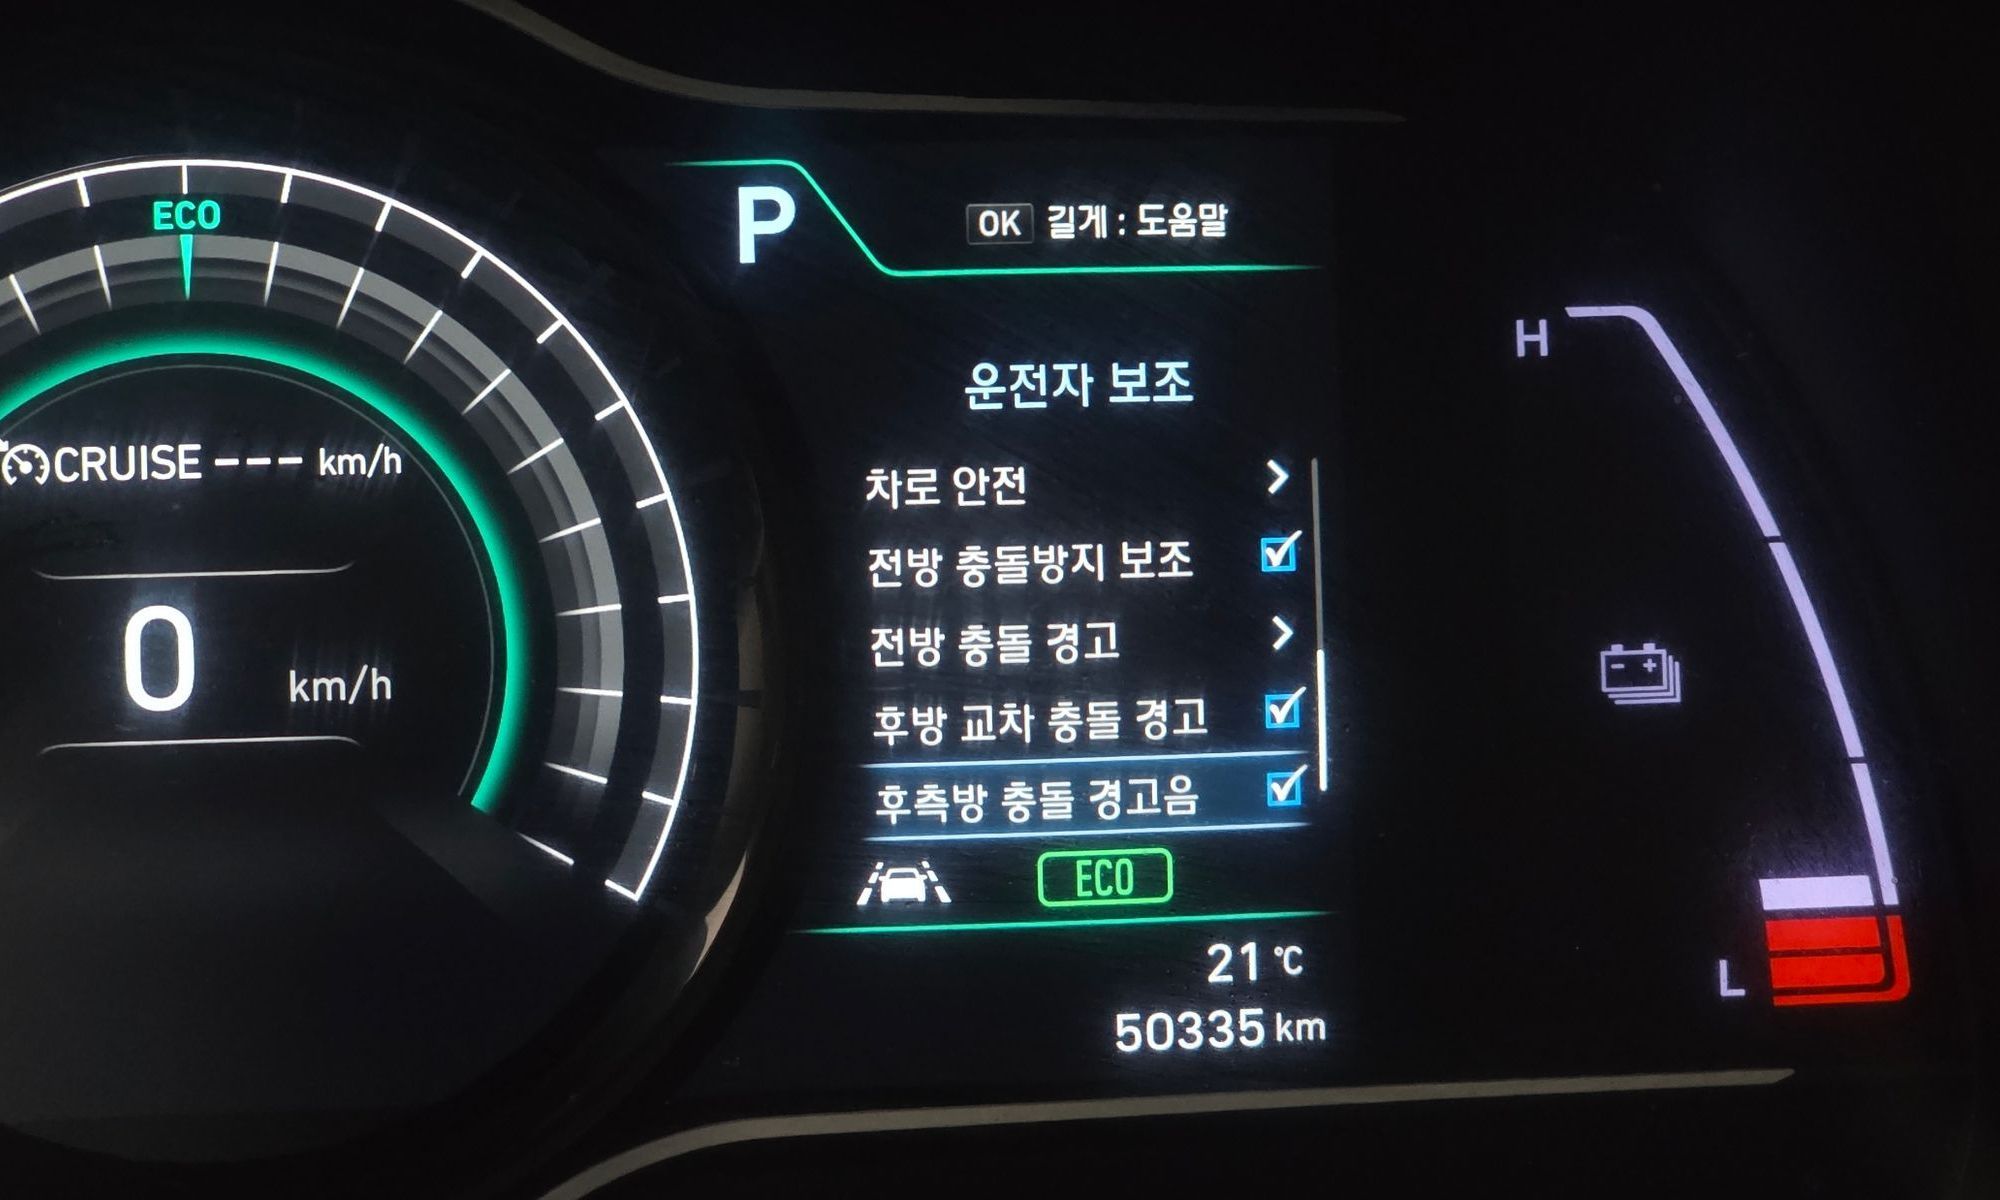 ECO
CRUISE --- km/h
0 km/h
P
OK 길게 : 도움말
운전자 보조
차로 안전
전방 충돌방지 보조
전방 충돌 경고
후방 교차 충돌 경고
후측방 충돌 경고음
ECO
21 ℃
50335 km
H
- +
L